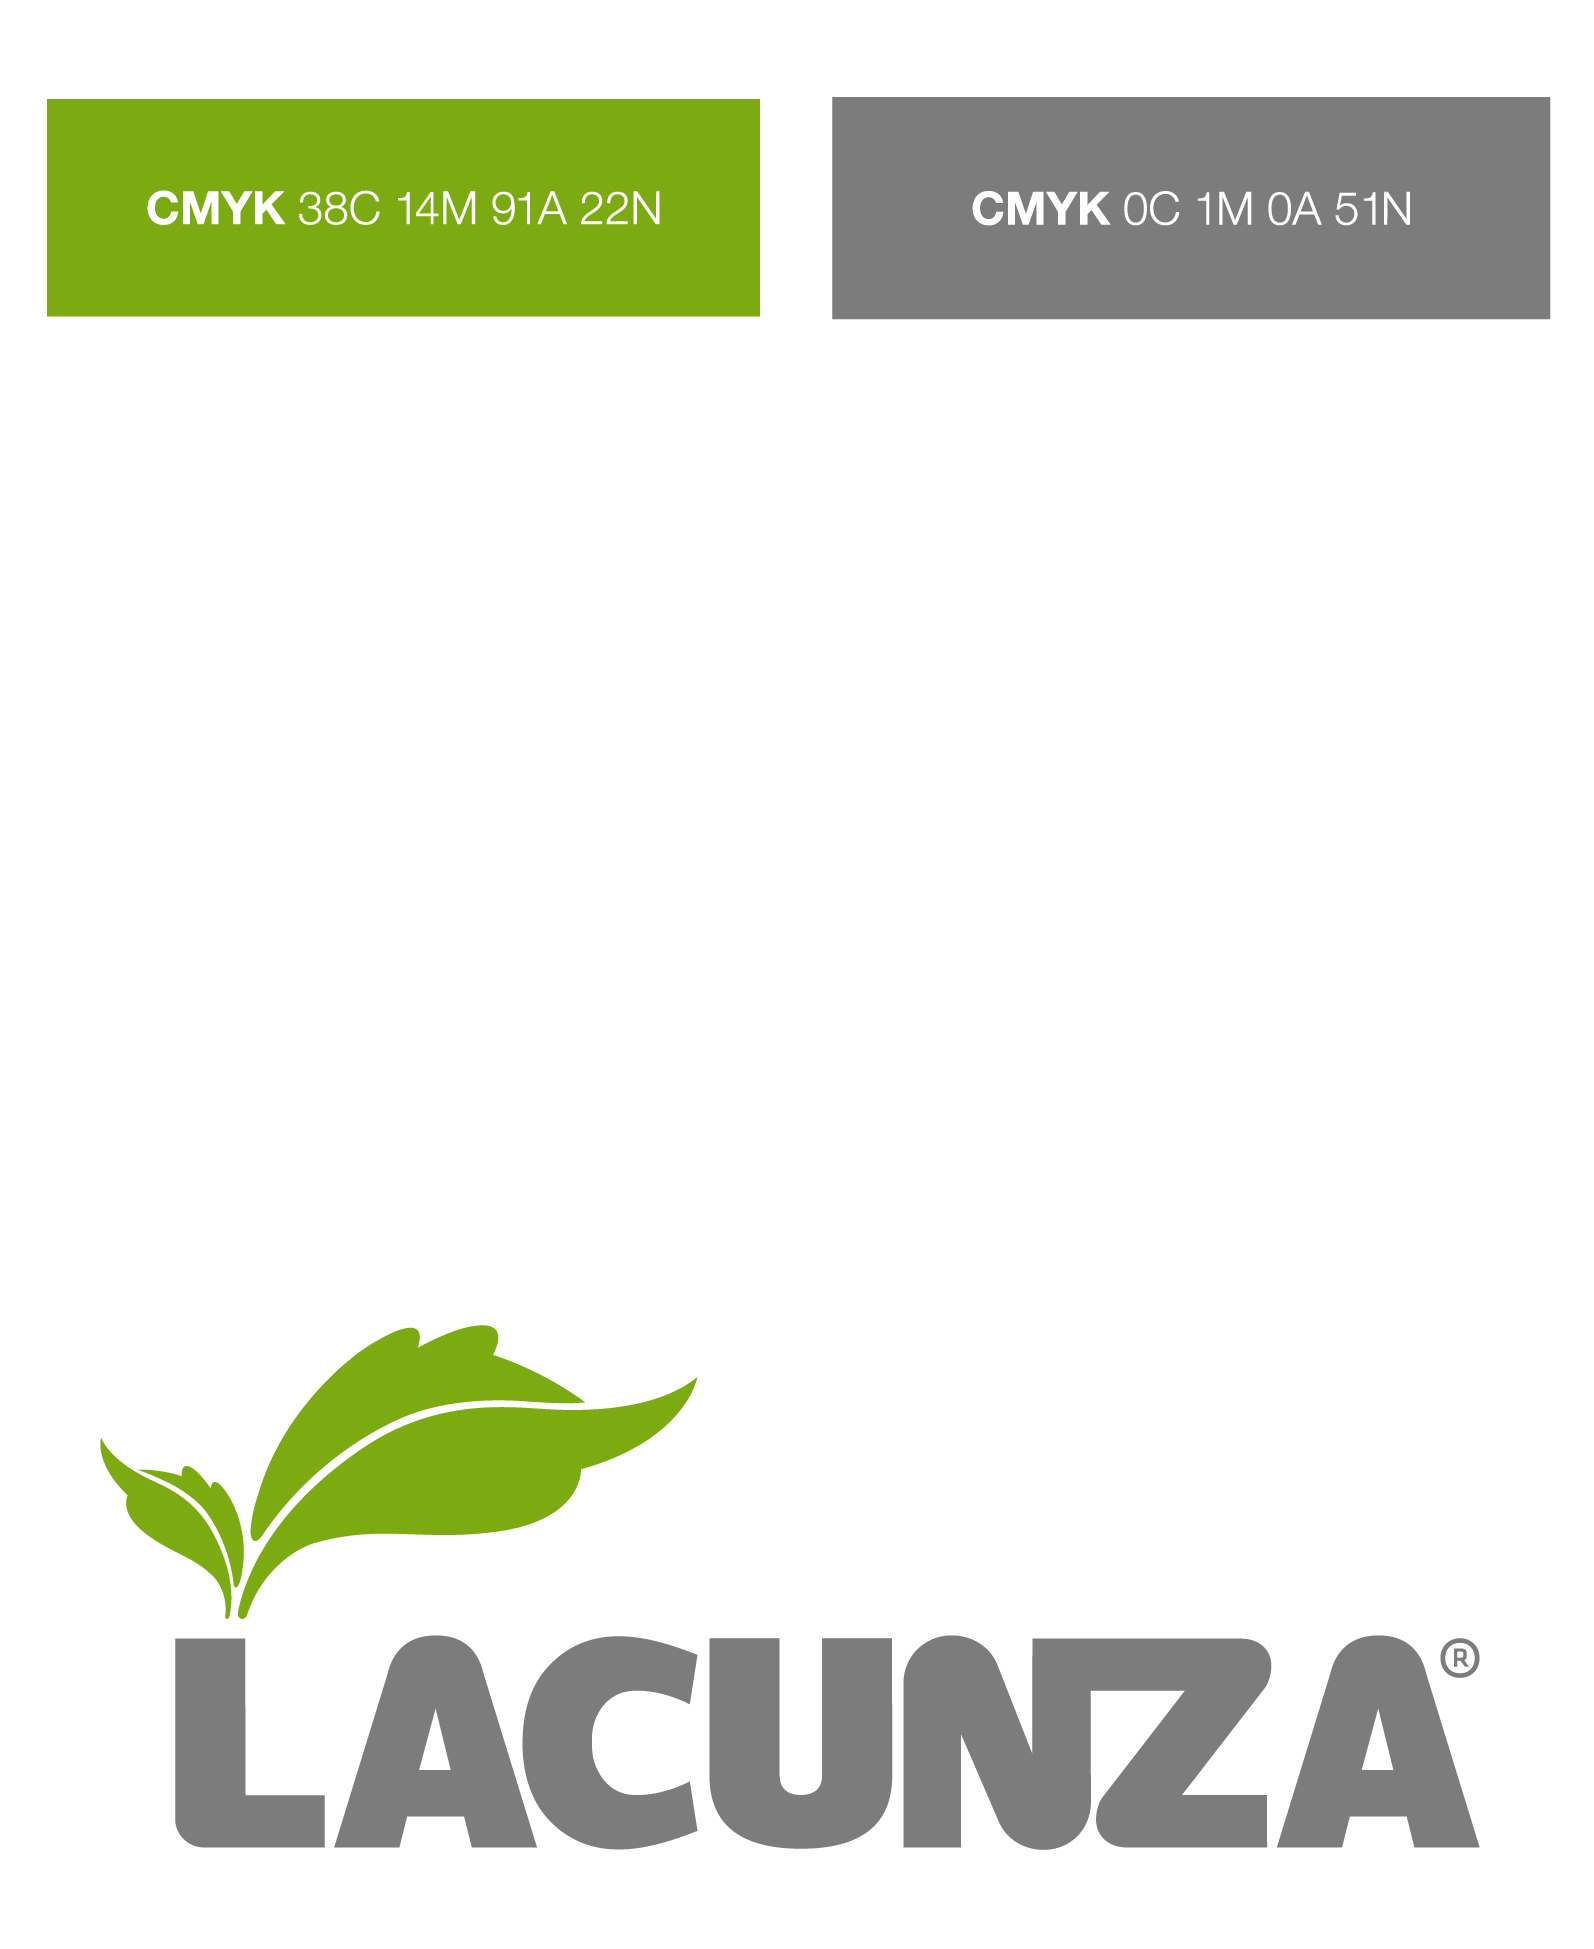 CMYK 38C 14M 91A 22N
CMYK 0C 1M 0A 51N
LACUNZA®